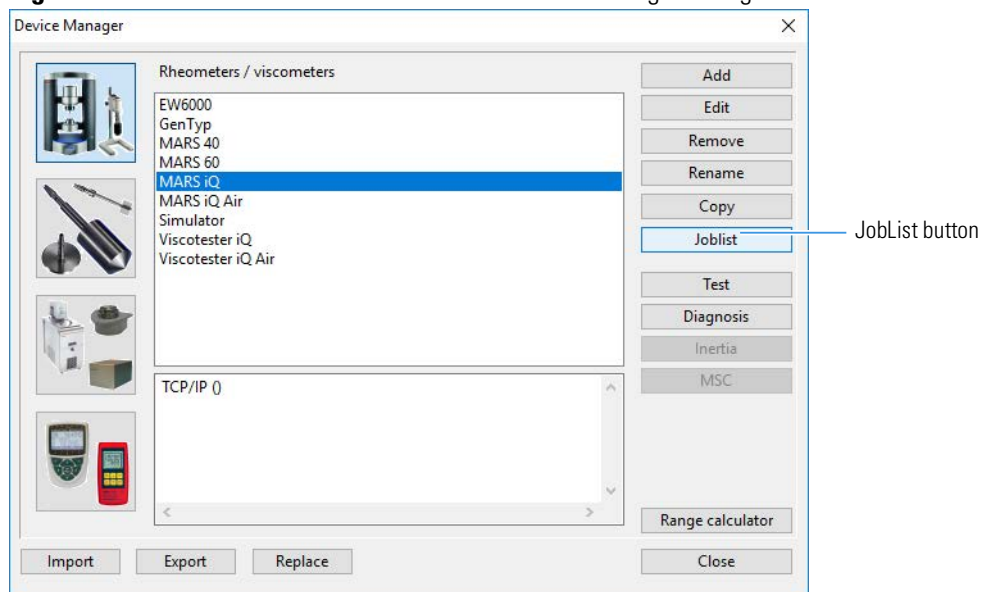 Device Manager
Rheometers / viscometers
EW6000
GenTyp
MARS 40
MARS 60
MARS iQ
MARS iQ Air
Simulator
Viscotester iQ
Viscotester iQ Air
TCP/IP ()
Add
Edit
Remove
Rename
Copy
Joblist
JobList button
Test
Diagnosis
Inertia
MSC
Range calculator
Import
Export
Replace
Close